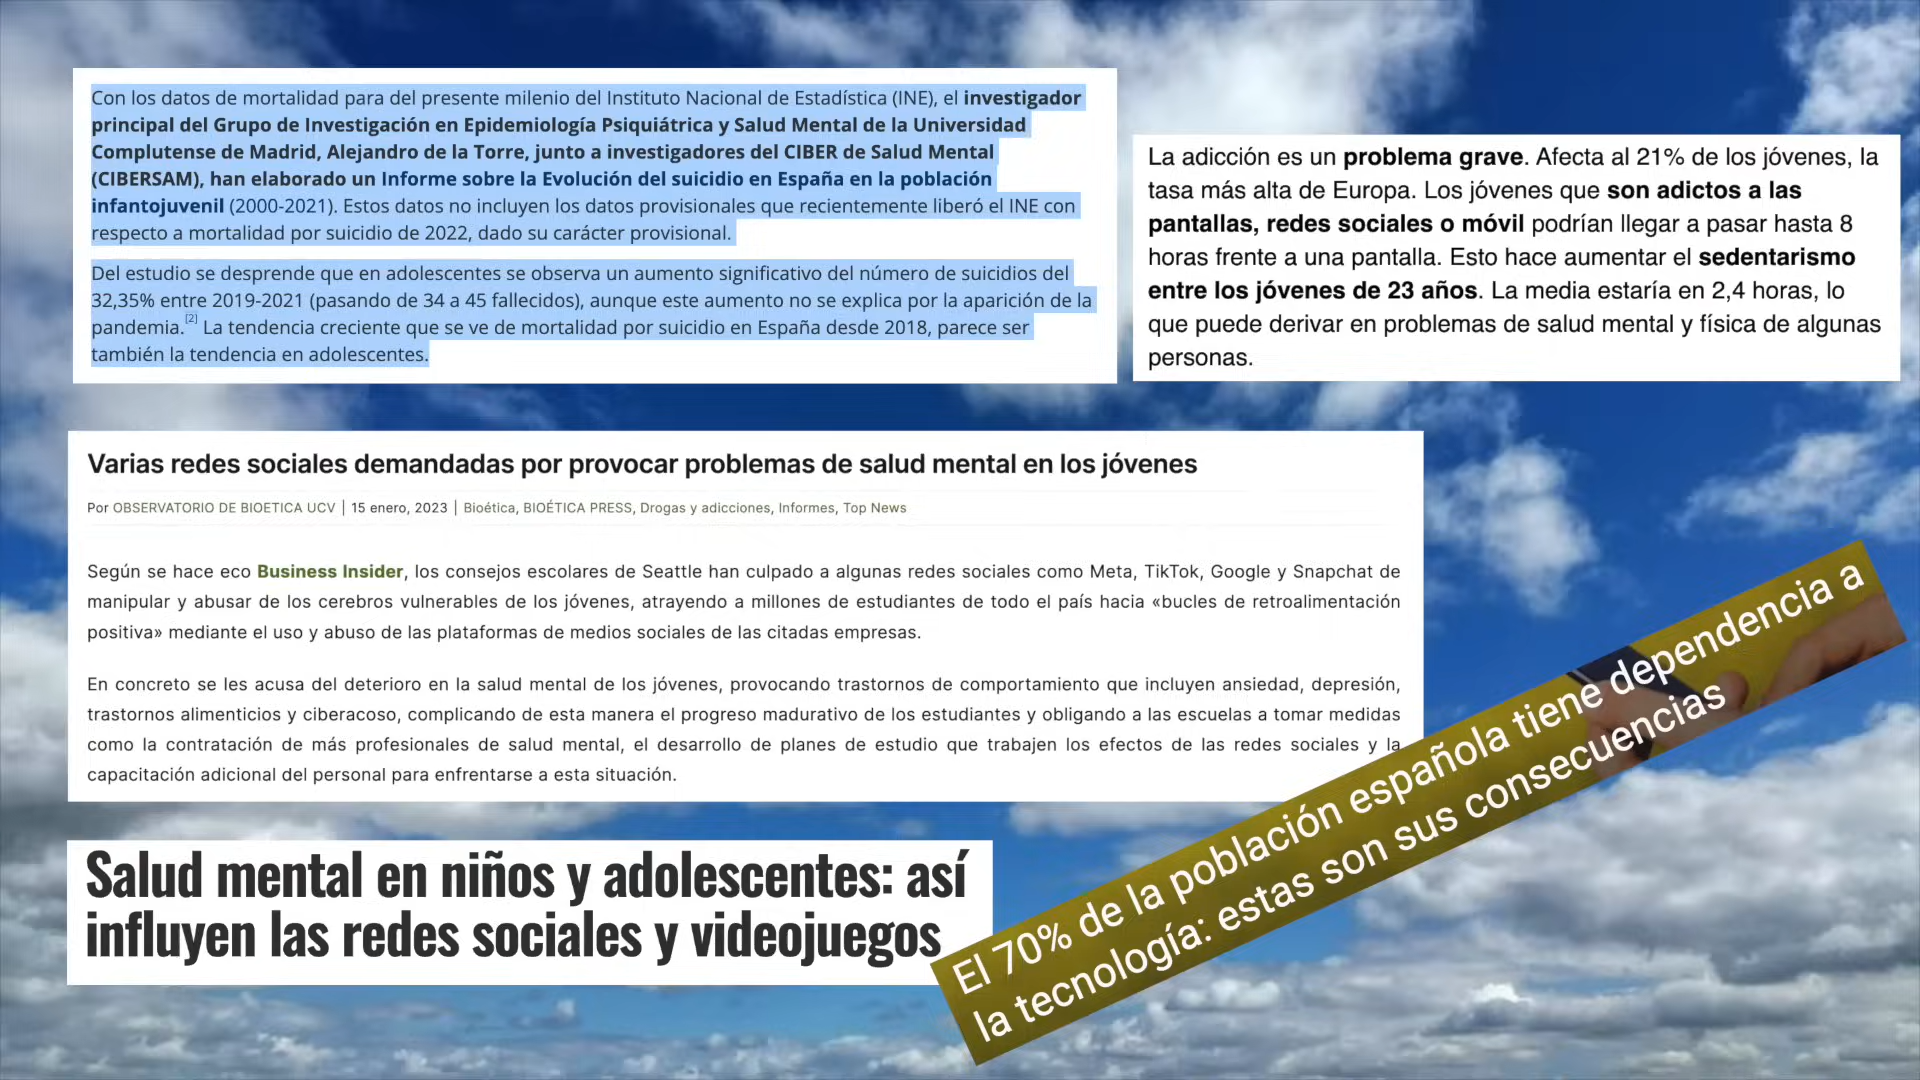 Con los datos de mortalidad para del presente milenio del Instituto Nacional de Estadística (INE), el investigador
principal del Grupo de Investigación en Epidemiología Psiquiátrica y Salud Mental de la Universidad
Complutense de Madrid, Alejandro de la Torre, junto a investigadores del CIBER de Salud Mental
(CIBERSAM), han elaborado un Informe sobre la Evolución del suicidio en España en la población
infantojuvenil (2000-2021). Estos datos no incluyen los datos provisionales que recientemente liberó el INE con
respecto a mortalidad por suicidio de 2022, dado su carácter provisional.
Del estudio se desprende que en adolescentes se observa un aumento significativo del número de suicidios del
32,35% entre 2019-2021 (pasando de 34 a 45 fallecidos), aunque este aumento no se explica por la aparición de la
pandemia.[2] La tendencia creciente que se ve de mortalidad por suicidio en España desde 2018, parece ser
también la tendencia en adolescentes.
La adicción es un problema grave. Afecta al 21% de los jóvenes, la
tasa más alta de Europa. Los jóvenes que son adictos a las
pantallas, redes sociales o móvil podrían llegar a pasar hasta 8
horas frente a una pantalla. Esto hace aumentar el sedentarismo
entre los jóvenes de 23 años. La media estaría en 2,4 horas, lo
que puede derivar en problemas de salud mental y física de algunas
personas.
Varias redes sociales demandadas por provocar problemas de salud mental en los jóvenes
Por OBSERVATORIO DE BIOETICA UCV | 15 enero, 2023 | Bioética, BIOÉTICA PRESS, Drogas y adicciones, Informes, Top News
Según se hace eco Business Insider, los consejos escolares de Seattle han culpado a algunas redes sociales como Meta, TikTok, Google y Snapchat de
manipular y abusar de los cerebros vulnerables de los jóvenes, atrayendo a millones de estudiantes de todo el país hacia «bucles de retroalimentación
positiva» mediante el uso y abuso de las plataformas de medios sociales de las citadas empresas.
En concreto se les acusa del deterioro en la salud mental de los jóvenes, provocando trastornos de comportamiento que incluyen ansiedad, depresión,
trastornos alimenticios y ciberacoso, complicando de esta manera el progreso madurativo de los estudiantes y obligando a las escuelas a tomar medidas
como la contratación de más profesionales de salud mental, el desarrollo de planes de estudio que trabajen los efectos de las redes sociales y la
capacitación adicional del personal para enfrentarse a esta situación.
Salud mental en niños y adolescentes: así
influyen las redes sociales y videojuegos
El 70% de la población española tiene dependencia a
la tecnología: estas son sus consecuencias